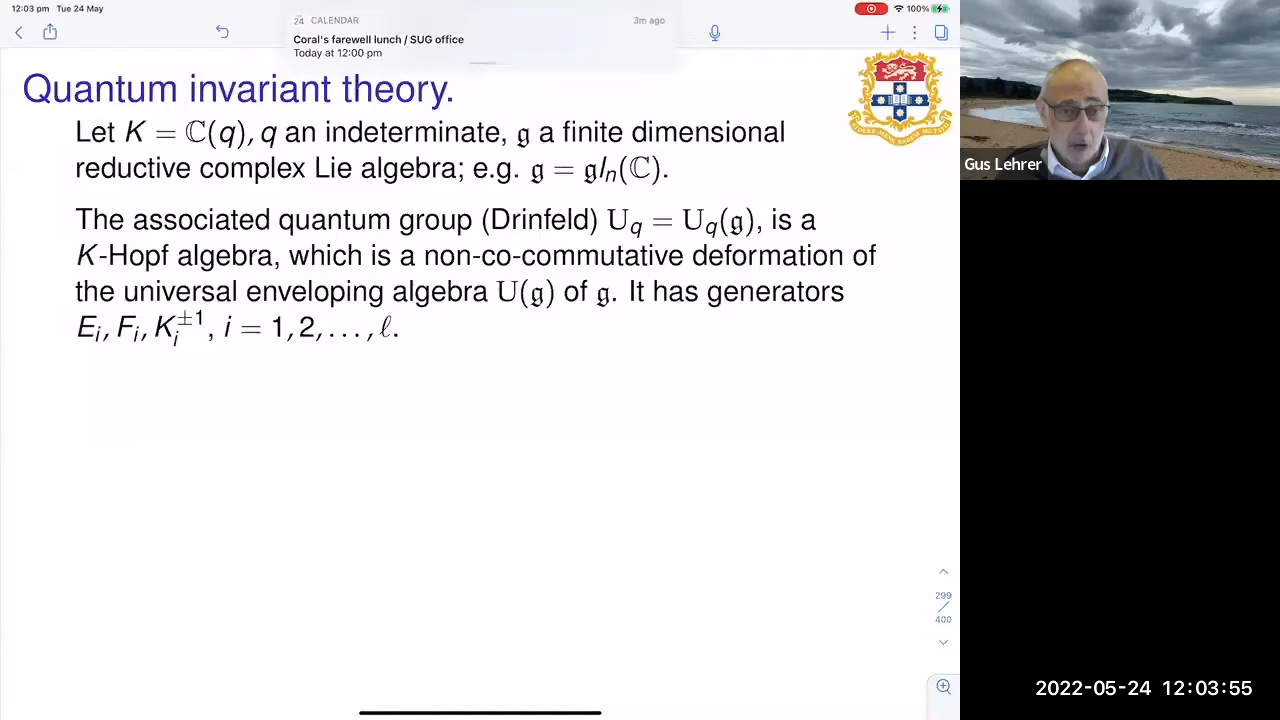 12:03 pm Tue 24 May
100%
24 CALENDAR
3m ago
Coral's farewell lunch / SUG office
Today at 12:00 pm
Quantum invariant theory.
Let K = ℂ(q), q an indeterminate, 𝔤 a finite dimensional
reductive complex Lie algebra; e.g. 𝔤 = 𝔤lₙ(ℂ).
The associated quantum group (Drinfeld) U_q = U_q(𝔤), is a
K-Hopf algebra, which is a non-co-commutative deformation of
the universal enveloping algebra U(𝔤) of 𝔤. It has generators
E_i, F_i, K_i^{±1}, i = 1, 2, . . . , ℓ.
Gus Lehrer
299
/
400
2022-05-24 12:03:55